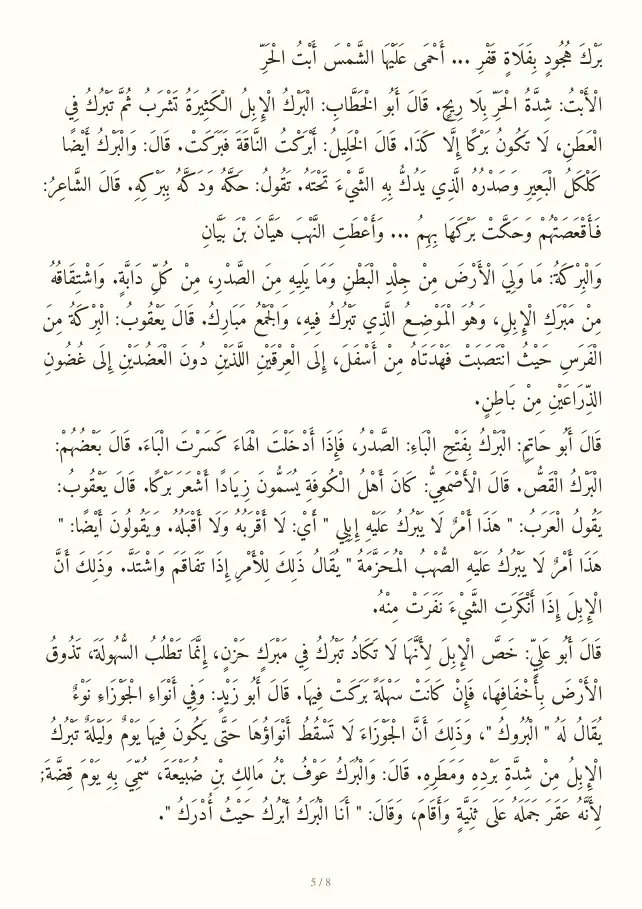 بَرْكَ هُجُودٍ بِفَلَاةٍ قَفْرِ ... أَحْمَى عَلَيْهَا الشَّمْسَ أَبْتُ الْحَرِّ
الْأَبْتُ: شِدَّةُ الْحَرِّ بِلَا رِيحٍ. قَالَ أَبُو الْخَطَّابِ: الْبَرْكُ الْإِبِلُ الْكَثِيرَةُ تَشْرَبُ ثُمَّ تَبْرُكُ فِي
الْعَطَنِ، لَا تَكُونُ بَرْكًا إِلَّا كَذَا. قَالَ الْخَلِيلُ: أَبْرَكْتُ النَّاقَةَ فَبَرَكَتْ. قَالَ: وَالْبَرْكُ أَيْضًا
كَلْكَلُ الْبَعِيرِ وَصَدْرُهُ الَّذِي يَدُكُّ بِهِ الشَّيْءَ تَحْتَهُ. تَقُولُ: حَكَّهُ وَدَكَّهُ بِبَرْكِهِ. قَالَ الشَّاعِرُ:
فَأَقْعَصَتْهُمْ وَحَكَّتْ بَرْكَهَا بِهِمُ ... وَأَعْطَتِ النَّهْبَ هَيَّانَ بْنَ بَيَّانِ
وَالْبِرْكَةُ: مَا وَلِيَ الْأَرْضَ مِنْ جِلْدِ الْبَطْنِ وَمَا يَلِيهِ مِنَ الصَّدْرِ، مِنْ كُلِّ دَابَّةٍ. وَاشْتِقَاقُهُ
مِنْ مَبْرَكِ الْإِبِلِ، وَهُوَ الْمَوْضِعُ الَّذِي تَبْرُكُ فِيهِ، وَالْجَمْعُ مَبَارِكُ. قَالَ يَعْقُوبُ: الْبِرْكَةُ مِنَ
الْفَرَسِ حَيْثُ انْتَصَبَتْ فَهْدَتَاهُ مِنْ أَسْفَلَ، إِلَى الْعِرْقَيْنِ اللَّذَيْنِ دُونَ الْعَضُدَيْنِ إِلَى غُضُونِ
الذِّرَاعَيْنِ مِنْ بَاطِنٍ.
قَالَ أَبُو حَاتِمٍ: الْبَرْكُ بِفَتْحِ الْبَاءِ: الصَّدْرُ، فَإِذَا أَدْخَلْتَ الْهَاءَ كَسَرْتَ الْبَاءَ. قَالَ بَعْضُهُمْ:
الْبَرْكُ الْقَصُّ. قَالَ الْأَصْمَعِيُّ: كَانَ أَهْلُ الْكُوفَةِ يُسَمُّونَ زِيَادًا أَشْعَرَ بَرْكًا. قَالَ يَعْقُوبُ:
يَقُولُ الْعَرَبُ: " هَذَا أَمْرٌ لَا يَبْرُكُ عَلَيْهِ إِبِلِي " أَيْ: لَا أَقْرَبُهُ وَلَا أَقْبَلُهُ. وَيَقُولُونَ أَيْضًا: "
هَذَا أَمْرٌ لَا يَبْرُكُ عَلَيْهِ الصُّهْبُ الْمُحَزَّمَةُ " يُقَالُ ذَلِكَ لِلْأَمْرِ إِذَا تَفَاقَمَ وَاشْتَدَّ. وَذَلِكَ أَنَّ
الْإِبِلَ إِذَا أَنْكَرَتِ الشَّيْءَ نَفَرَتْ مِنْهُ.
قَالَ أَبُو عَلِيٍّ: خَصَّ الْإِبِلَ لِأَنَّهَا لَا تَكَادُ تَبْرُكُ فِي مَبْرَكٍ حَزْنٍ، إِنَّمَا تَطْلُبُ السُّهُولَةَ، تَذُوقُ
الْأَرْضَ بِأَخْفَافِهَا، فَإِنْ كَانَتْ سَهْلَةً بَرَكَتْ فِيهَا. قَالَ أَبُو زَيْدٍ: وَفِي أَنْوَاءِ الْجَوْزَاءِ نَوْءٌ
يُقَالُ لَهُ " الْبُرُوكُ "، وَذَلِكَ أَنَّ الْجَوْزَاءَ لَا تَسْقُطُ أَنْوَاؤُهَا حَتَّى يَكُونَ فِيهَا يَوْمٌ وَلَيْلَةٌ تَبْرُكُ
الْإِبِلُ مِنْ شِدَّةِ بَرْدِهِ وَمَطَرِهِ. قَالَ: وَالْبُرَكُ عَوْفُ بْنُ مَالِكِ بْنِ ضُبَيْعَةَ، سُمِّيَ بِهِ يَوْمَ قِضَّةَ;
لِأَنَّهُ عَقَرَ جَمَلَهُ عَلَى ثَنِيَّةٍ وَأَقَامَ، وَقَالَ: " أَنَا الْبُرَكُ أَبْرُكُ حَيْثُ أُدْرَكُ ".
5 / 8